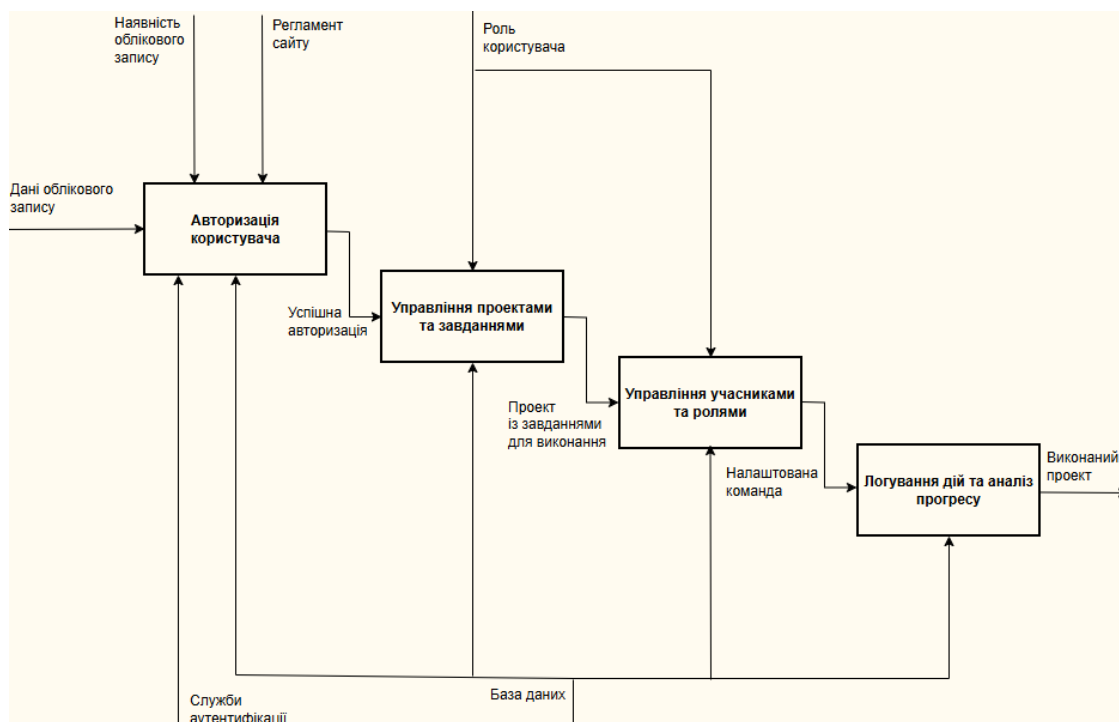 Наявність
облікового
запису
Регламент
сайту
Роль
користувача
Дані облікового
запису
Авторизація
користувача
Успішна
авторизація
Управління проектами
та завданнями
Проект
із завданнями
для виконання
Управління учасниками
та ролями
Налаштована
команда
Логування дій та аналіз
прогресу
Виконаний
проект
База даних
Служби
аутентифікації